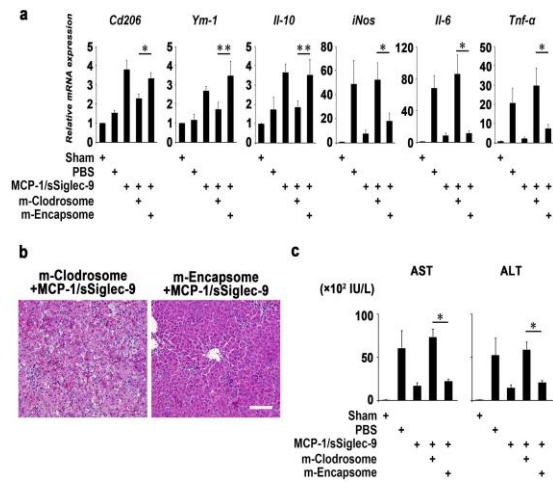 a
Cd206 Ym-1 Il-10 iNos Il-6 Tnf-α
Relative mRNA expression
* ** ** * * *
5 5 5 80 120 50
4 4 4 60 90 40
3 3 3 40 60 30
2 2 2 20
1 1 1 20 30 10
0 0 0 0 0 0
Sham + + + + + +
PBS + + + + + +
MCP-1/sSiglec-9 + + + + + + + + + + + + + + + + + +
m-Clodrosome + + + + + +
m-Encapsome + + + + + +
b
m-Clodrosome m-Encapsome
+MCP-1/sSiglec-9 +MCP-1/sSiglec-9
c
AST ALT
(×10² IU/L)
* *
100
50
0
Sham + +
PBS + +
MCP-1/sSiglec-9 + + + + + +
m-Clodrosome + +
m-Encapsome + +